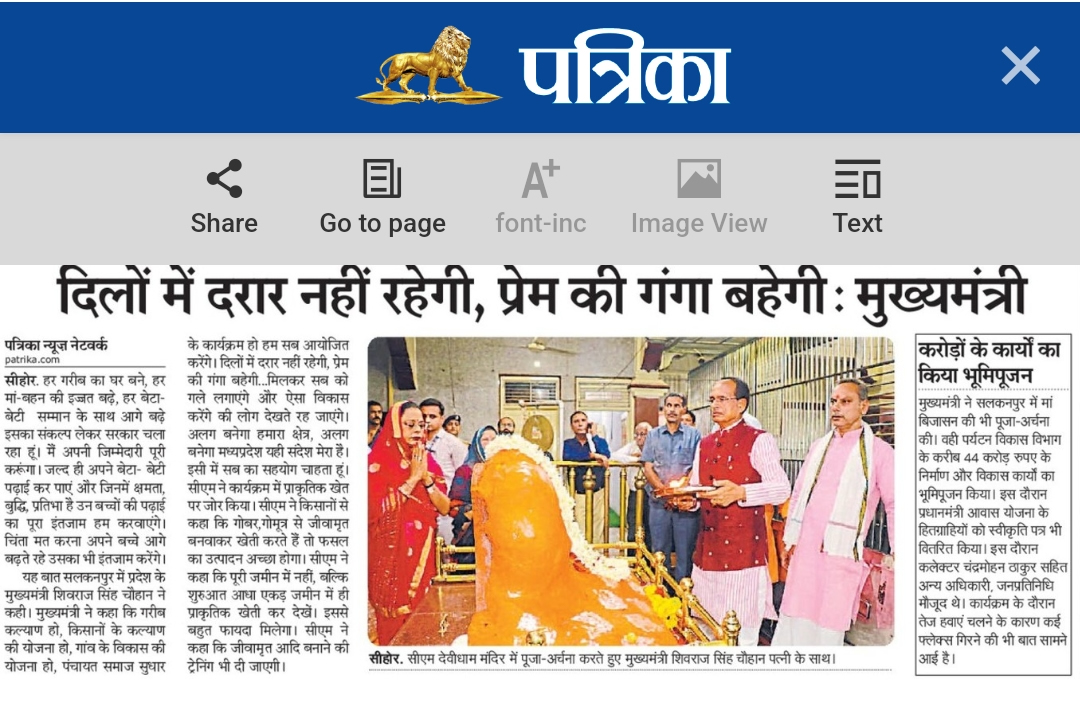 पत्रिका
Share
Go to page
A+
font-inc
Image View
Text
दिलों में दरार नहीं रहेगी, प्रेम की गंगा बहेगी : मुख्यमंत्री
पत्रिका न्यूज़ नेटवर्क
patrika.com
सीहोर. हर गरीब का घर बने, हर
मां-बहन की इज्जत बढ़े, हर बेटा-
बेटी सम्मान के साथ आगे बढ़े
इसका संकल्प लेकर सरकार चला
रहा हूं। में अपनी जिम्मेदारी पूरी
करूंगा। जल्द ही अपने बेटा- बेटी
पढ़ाई कर पाएं और जिनमें क्षमता,
बुद्धि, प्रतिभा है उन बच्चों की पढ़ाई
का पूरा इंतजाम हम करवाएंगे।
चिंता मत करना अपने बच्चे आगे
बढ़ते रहे उसका भी इंतजाम करेंगे।
यह बात सलकनपुर में प्रदेश के
मुख्यमंत्री शिवराज सिंह चौहान ने
कही। मुख्यमंत्री ने कहा कि गरीब
कल्याण हो, किसानों के कल्याण
की योजना हो, गांव के विकास की
योजना हो, पंचायत समाज सुधार
के कार्यक्रम हो हम सब आयोजित
करेंगे। दिलों में दरार नहीं रहेगी, प्रेम
की गंगा बहेगी...मिलकर सब को
गले लगाएंगे और ऐसा विकास
करेंगे की लोग देखते रह जाएंगे।
अलग बनेगा हमारा क्षेत्र, अलग
बनेगा मध्यप्रदेश यही संदेश मेरा है।
इसी में सब का सहयोग चाहता हूं।
सीएम ने कार्यक्रम में प्राकृतिक खेत
पर जोर किया। सीएम ने किसानों से
कहा कि गोबर,गोमूत्र से जीवामृत
बनवाकर खेती करते हैं तो फसल
का उत्पादन अच्छा होगा। सीएम ने
कहा कि पूरी जमीन में नहीं, बल्कि
शुरुआत आधा एकड़ जमीन में ही
प्राकृतिक खेती कर देखें। इससे
बहुत फायदा मिलेगा। सीएम ने
कहा कि जीवामृत आदि बनाने की
ट्रेनिंग भी दी जाएगी।
सीहोर. सीएम देवीधाम मंदिर में पूजा-अर्चना करते हुए मुख्यमंत्री शिवराज सिंह चौहान पत्नी के साथ।
करोड़ों के कार्यों का
किया भूमिपूजन
मुख्यमंत्री ने सलकनपुर में मां
बिजासन की भी पूजा-अर्चना
की। वही पर्यटन विकास विभाग
के करीब 44 करोड़ रुपए के
निर्माण और विकास कार्यों का
भूमिपूजन किया। इस दौरान
प्रधानमंत्री आवास योजना के
हितग्राहियों को स्वीकृति पत्र भी
वितरित किया। इस दौरान
कलेक्टर चंद्रमोहन ठाकुर सहित
अन्य अधिकारी, जनप्रतिनिधि
मौजूद थे। कार्यक्रम के दौरान
तेज हवाएं चलने के कारण कई
फ्लेक्स गिरने की भी बात सामने
आई है।